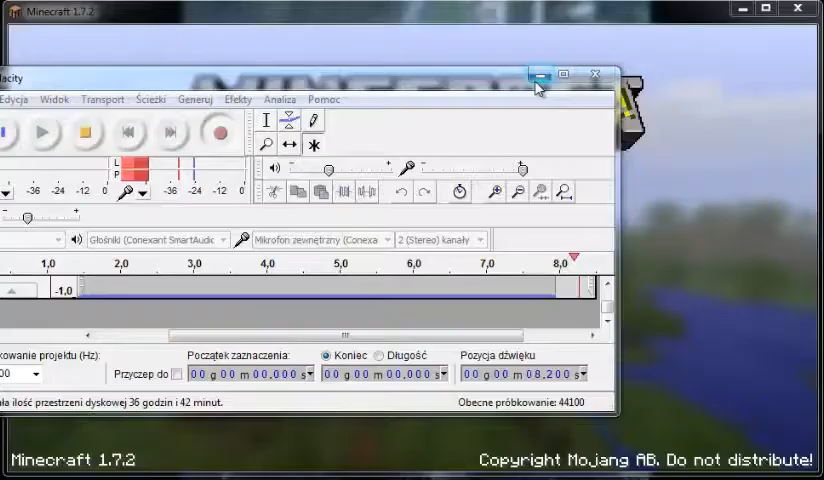 Minecraft 1.7.2
MINECRAFT
lacity
Edycja Widok Transport Ścieżki Generuj Efekty Analiza Pomoc
L
P
-36 -24 -12 0 -36 -24 -12 0
- +
- + - +
Głośniki (Conexant SmartAudic Mikrofon zewnętrzny (Conexa 2 (Stereo) kanały
1,0 2,0 3,0 4,0 5,0 6,0 7,0 8,0
-1,0
kowanie projektu (Hz): Początek zaznaczenia: Koniec Długość Pozycja dźwięku
00 Przyczep do 00 g 00 m 00.000 s 00 g 00 m 00.000 s 00 g 00 m 08.200 s
ała ilość przestrzeni dyskowej 36 godzin i 42 minut. Obecne próbkowanie: 44100
Minecraft 1.7.2 Copyright Mojang AB. Do not distribute!